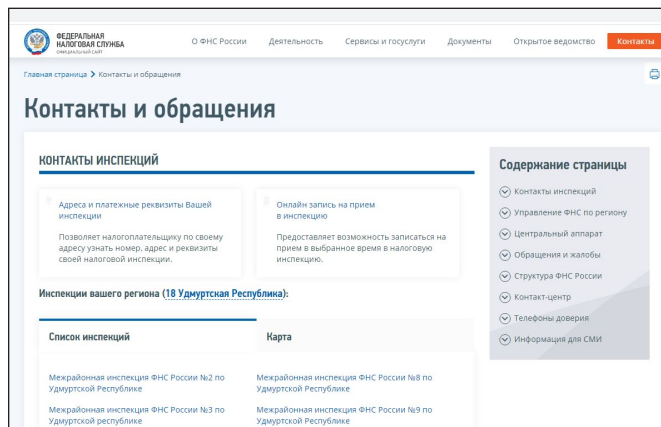 ФЕДЕРАЛЬНАЯ
НАЛОГОВАЯ СЛУЖБА
ОФИЦИАЛЬНЫЙ САЙТ
О ФНС России
Деятельность
Сервисы и госуслуги
Документы
Открытое ведомство
Контакты
Главная страница > Контакты и обращения
Контакты и обращения
КОНТАКТЫ ИНСПЕКЦИЙ
Адреса и платежные реквизиты Вашей
инспекции
Позволяет налогоплательщику по своему
адресу узнать номер, адрес и реквизиты
своей налоговой инспекции.
Онлайн запись на прием
в инспекцию
Предоставляет возможность записаться на
прием в выбранное время в налоговую
инспекцию.
Инспекции вашего региона (18 Удмуртская Республика):
Список инспекций
Карта
Межрайонная инспекция ФНС России №2 по
Удмуртской Республике
Межрайонная инспекция ФНС России №3 по
Удмуртской республике
Межрайонная инспекция ФНС России №8 по
Удмуртской Республике
Межрайонная инспекция ФНС России №9 по
Удмуртской Республике
Содержание страницы
Контакты инспекций
Управление ФНС по региону
Центральный аппарат
Обращения и жалобы
Структура ФНС России
Контакт-центр
Телефоны доверия
Информация для СМИ